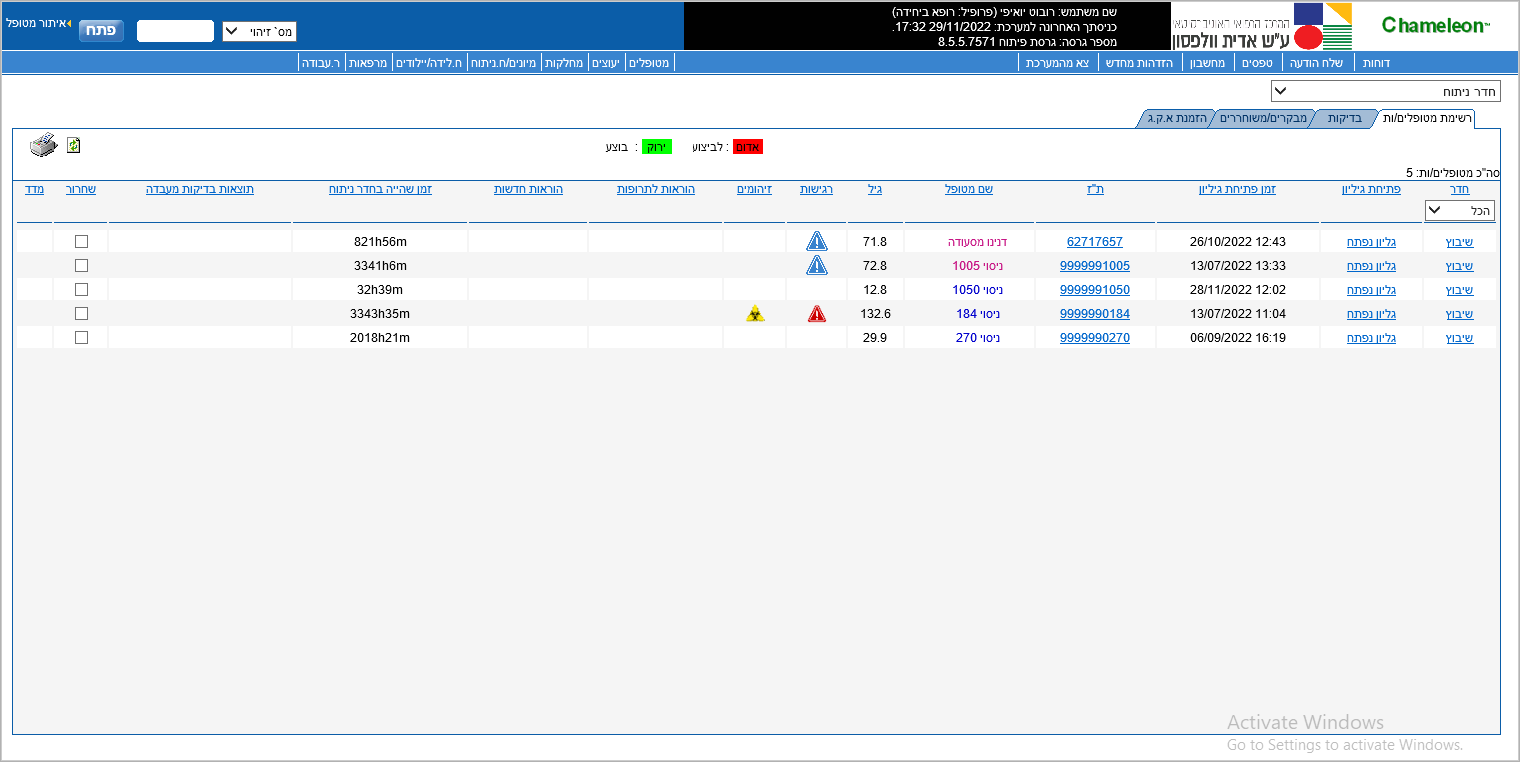 Chameleon™
ע"ש אדית וולפסון
שם משתמש: רובוט יואיפי (פרופיל: רופא ביחידה)
כניסתך האחרונה למערכת: 29/11/2022 17:32.
מספר גרסה: גרסת פיתוח 8.5.5.7571
מס` זיהוי
פתח
איתור מטופל
דוחות
שלח הודעה
טפסים
מחשבון
הזדהות מחדש
צא מהמערכת
מטופלים
יעוצים
מחלקות
מיונים/ח.ניתוח
ח.לידה/יילודים
מרפאות
ר.עבודה
חדר ניתוח
רשימת מטופלים/ות
בדיקות
מבקרים/משוחררים
הזמנת א.ק.ג
אדום : לביצוע
ירוק : בוצע
סה"כ מטופלים/ות: 5
חדר פתיחת גיליון זמן פתיחת גיליון ת"ז שם מטופל גיל רגישות זיהומים הוראות לתרופות הוראות חדשות זמן שהייה בחדר ניתוח תוצאות בדיקות מעבדה שחרור מדד
הכל
שיבוץ גליון נפתח 26/10/2022 12:43 62717657 דנינו מסעודה 71.8 821h56m
שיבוץ גליון נפתח 13/07/2022 13:33 9999991005 ניסוי 1005 72.8 3341h6m
שיבוץ גליון נפתח 28/11/2022 12:02 9999991050 ניסוי 1050 12.8 32h39m
שיבוץ גליון נפתח 13/07/2022 11:04 9999990184 ניסוי 184 132.6 3343h35m
שיבוץ גליון נפתח 06/09/2022 16:19 9999990270 ניסוי 270 29.9 2018h21m
Activate Windows
Go to Settings to activate Windows.